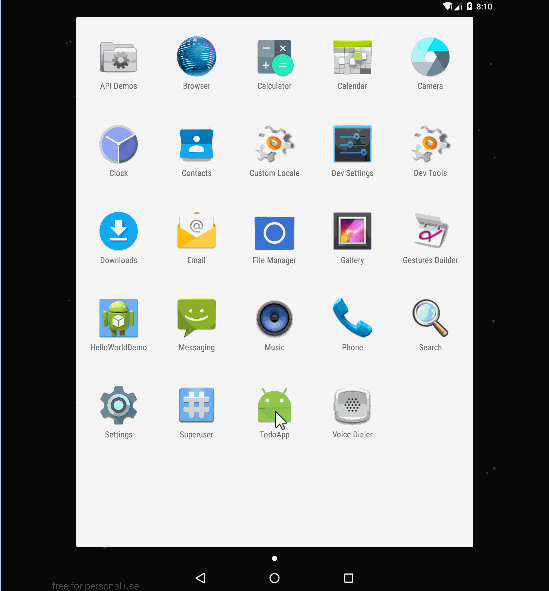 8:10
API Demos Browser Calculator Calendar Camera
Clock Contacts Custom Locale Dev Settings Dev Tools
Downloads Email File Manager Gallery Gestures Builder
HelloWorldDemo Messaging Music Phone Search
Settings Superuser TodoApp Voice Dialer
free for personal use